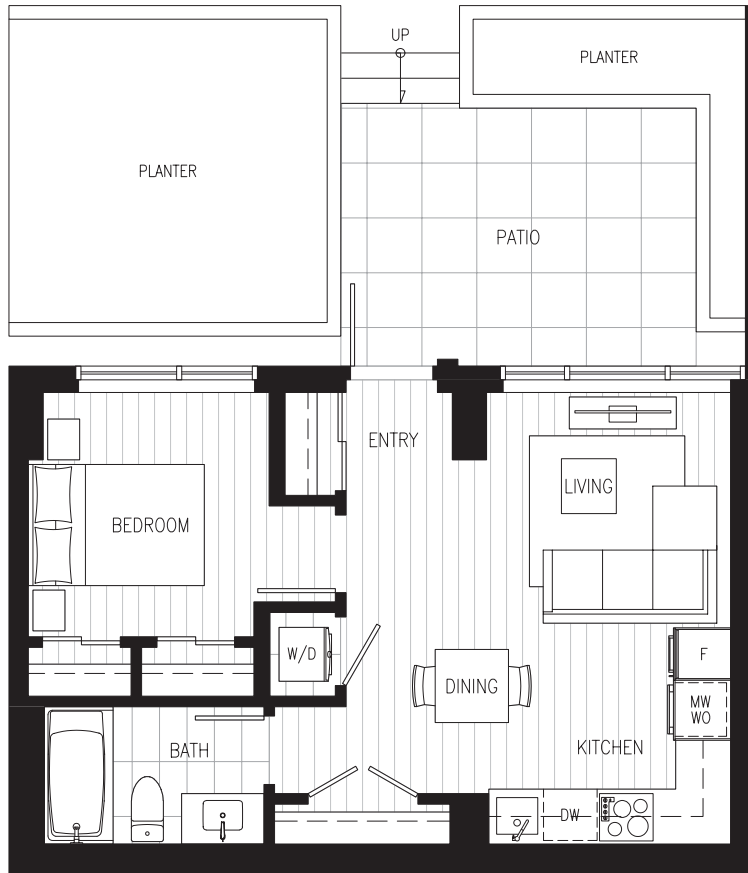 UP
PLANTER
PLANTER
PATIO
ENTRY
LIVING
BEDROOM
W/D
F
DINING
MW
WO
BATH
KITCHEN
DW